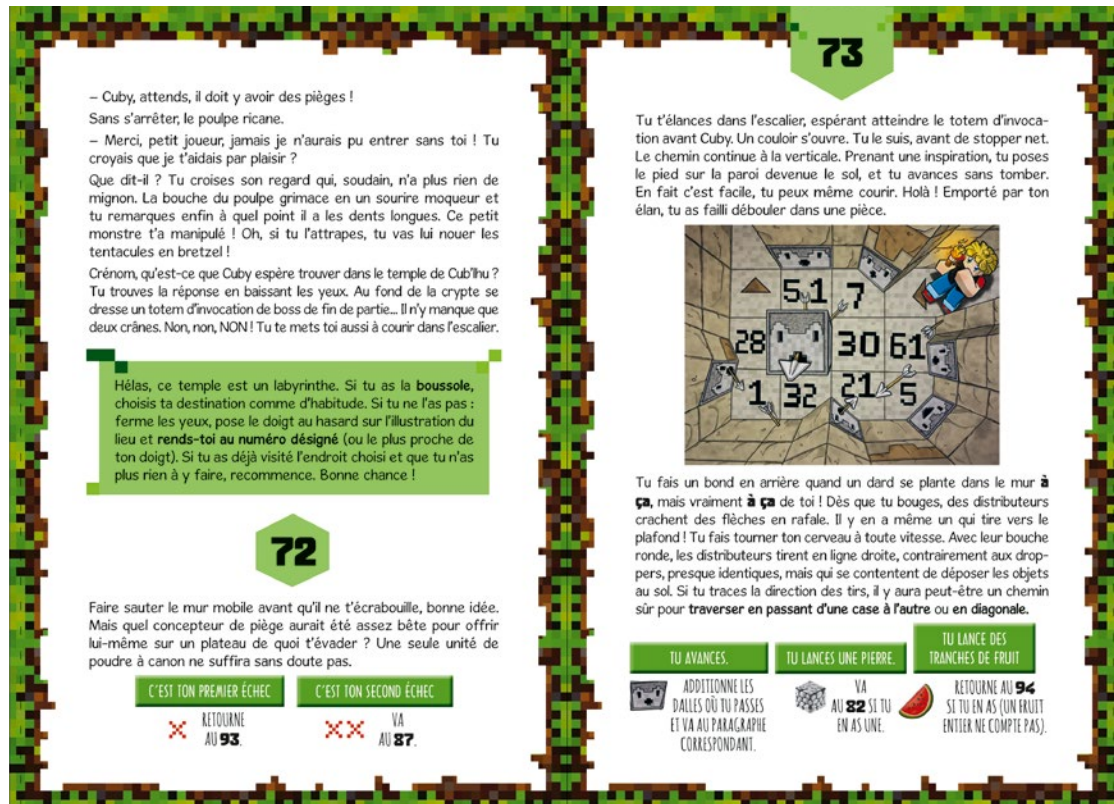 – Cuby, attends, il doit y avoir des pièges !
Sans s'arrêter, le poulpe ricane.
– Merci, petit joueur, jamais je n'aurais pu entrer sans toi ! Tu
croyais que je t'aidais par plaisir ?
Que dit-il ? Tu croises son regard qui, soudain, n'a plus rien de
mignon. La bouche du poulpe grimace en un sourire moqueur et
tu remarques enfin à quel point il a les dents longues. Ce petit
monstre t'a manipulé ! Oh, si tu l'attrapes, tu vas lui nouer les
tentacules en bretzel !
Crénom, qu'est-ce que Cuby espère trouver dans le temple de Cub'lhu ?
Tu trouves la réponse en baissant les yeux. Au fond de la crypte se
dresse un totem d'invocation de boss de fin de partie... Il n'y manque que
deux crânes. Non, non, NON ! Tu te mets toi aussi à courir dans l'escalier.
Hélas, ce temple est un labyrinthe. Si tu as la boussole,
choisis ta destination comme d'habitude. Si tu ne l'as pas :
ferme les yeux, pose le doigt au hasard sur l'illustration du
lieu et rends-toi au numéro désigné (ou le plus proche de
ton doigt). Si tu as déjà visité l'endroit choisi et que tu n'as
plus rien à y faire, recommence. Bonne chance !
72
Faire sauter le mur mobile avant qu'il ne t'écrabouille, bonne idée.
Mais quel concepteur de piège aurait été assez bête pour offrir
lui-même sur un plateau de quoi t'évader ? Une seule unité de
poudre à canon ne suffira sans doute pas.
C'EST TON PREMIER ÉCHEC
RETOURNE
AU 93.
C'EST TON SECOND ÉCHEC
VA
AU 87.
73
Tu t'élances dans l'escalier, espérant atteindre le totem d'invoca-
tion avant Cuby. Un couloir s'ouvre. Tu le suis, avant de stopper net.
Le chemin continue à la verticale. Prenant une inspiration, tu poses
le pied sur la paroi devenue le sol, et tu avances sans tomber.
En fait c'est facile, tu peux même courir. Holà ! Emporté par ton
élan, tu as failli débouler dans une pièce.
51 7
28 30 61
1 32 21 5
Tu fais un bond en arrière quand un dard se plante dans le mur à
ça, mais vraiment à ça de toi ! Dès que tu bouges, des distributeurs
crachent des flèches en rafale. Il y en a même un qui tire vers le
plafond ! Tu fais tourner ton cerveau à toute vitesse. Avec leur bouche
ronde, les distributeurs tirent en ligne droite, contrairement aux drop-
pers, presque identiques, mais qui se contentent de déposer les objets
au sol. Si tu traces la direction des tirs, il y aura peut-être un chemin
sûr pour traverser en passant d'une case à l'autre ou en diagonale.
TU AVANCES.
ADDITIONNE LES
DALLES OÙ TU PASSES
ET VA AU PARAGRAPHE
CORRESPONDANT.
TU LANCES UNE PIERRE.
VA
AU 82 SI TU
EN AS UNE.
TU LANCE DES
TRANCHES DE FRUIT
RETOURNE AU 94
SI TU EN AS (UN FRUIT
ENTIER NE COMPTE PAS).